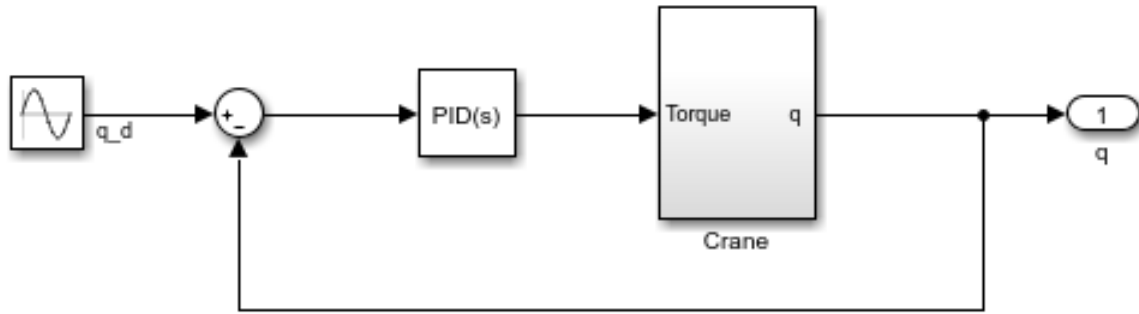 q_d
+
−
PID(s)
Torque
q
Crane
1
q